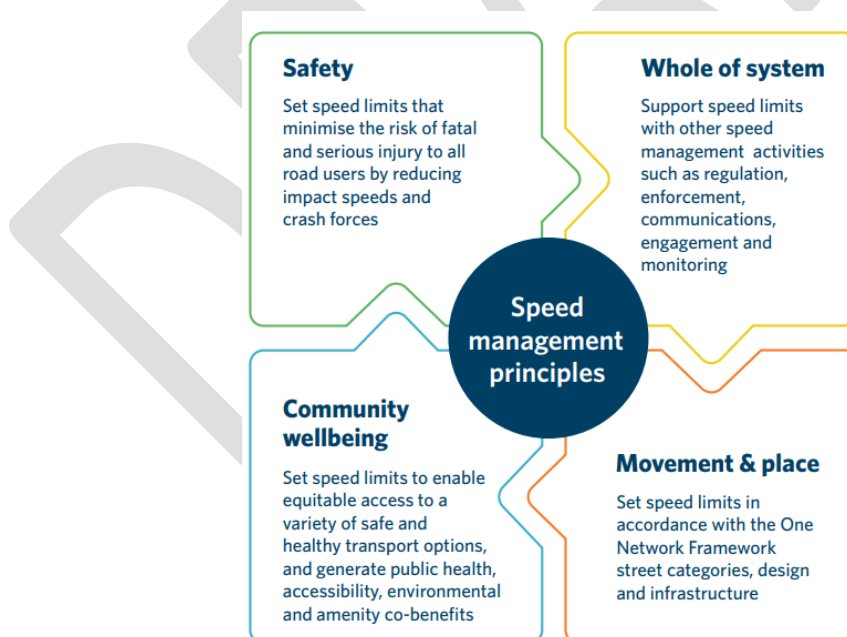 Safety
Set speed limits that
minimise the risk of fatal
and serious injury to all
road users by reducing
impact speeds and
crash forces
Whole of system
Support speed limits
with other speed
management activities
such as regulation,
enforcement,
communications,
engagement and
monitoring
Speed
management
principles
Community
wellbeing
Set speed limits to enable
equitable access to a
variety of safe and
healthy transport options,
and generate public health,
accessibility, environmental
and amenity co-benefits
Movement & place
Set speed limits in
accordance with the One
Network Framework
street categories, design
and infrastructure